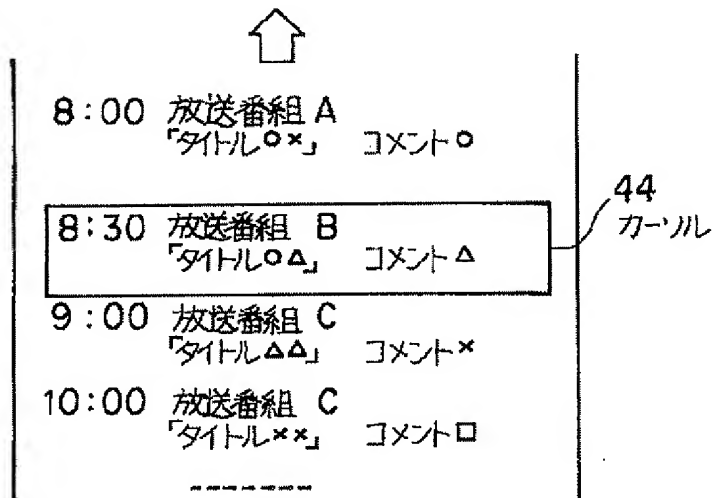 8:00 放送番組 A
「タイトル○×」 コメント○
8:30 放送番組 B
「タイトル○△」 コメント△
44
カーソル
9:00 放送番組 C
「タイトル△△」 コメント×
10:00 放送番組 C
「タイトル××」 コメント□